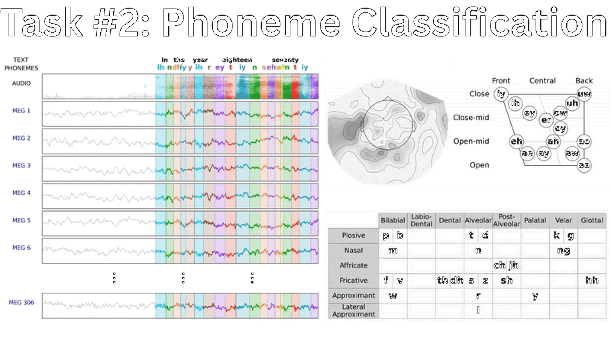 Task #2: Phoneme Classification
TEXT In the year eighteen seventy
PHONEMES ih n dh iy y ih r ey t iy n s eh v ah n t iy
AUDIO
MEG 1
MEG 2
MEG 3
MEG 4
MEG 5
MEG 6
MEG 306
Front Central Back
Close iy uw
ih uh
Close-mid ey er ow
oy
Open-mid eh ah ao
ae ay aw
Open aa
Bilabial Labio-Dental Dental Alveolar Post-Alveolar Palatal Velar Glottal
Plosive p b t d k g
Nasal m n ng
Affricate ch jh
Fricative f v th dh s z sh hh
Approximant w r y
Lateral Approximant l